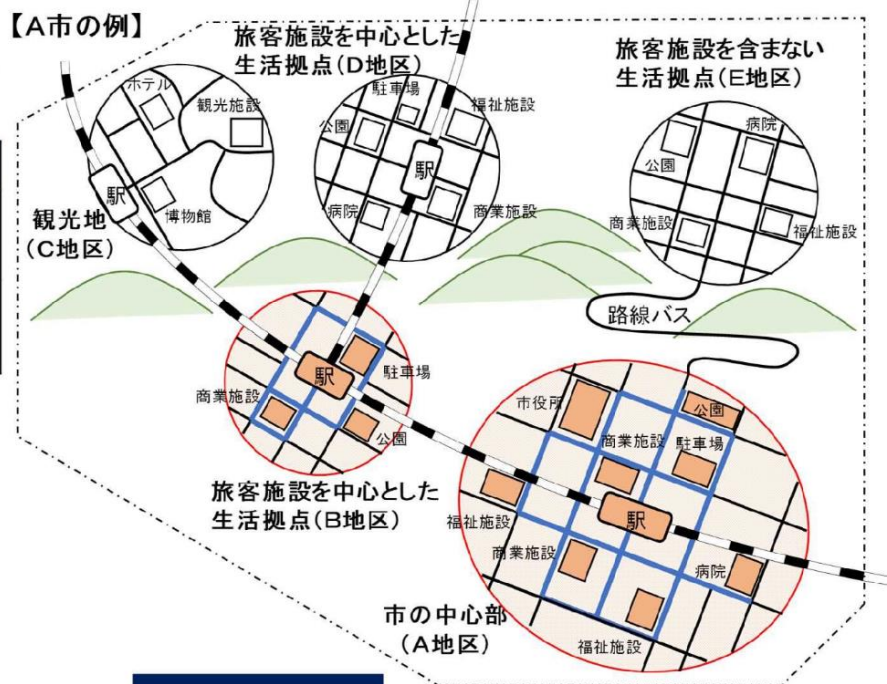 【A市の例】
旅客施設を中心とした
生活拠点(D地区)
旅客施設を含まない
生活拠点(E地区)
ホテル
観光施設
駅
博物館
観光地
(C地区)
駐車場
福祉施設
公園
駅
病院
商業施設
病院
公園
商業施設
福祉施設
路線バス
駅
駐車場
商業施設
公園
旅客施設を中心とした
生活拠点(B地区)
市役所
公園
商業施設
駐車場
福祉施設
駅
商業施設
病院
福祉施設
市の中心部
(A地区)